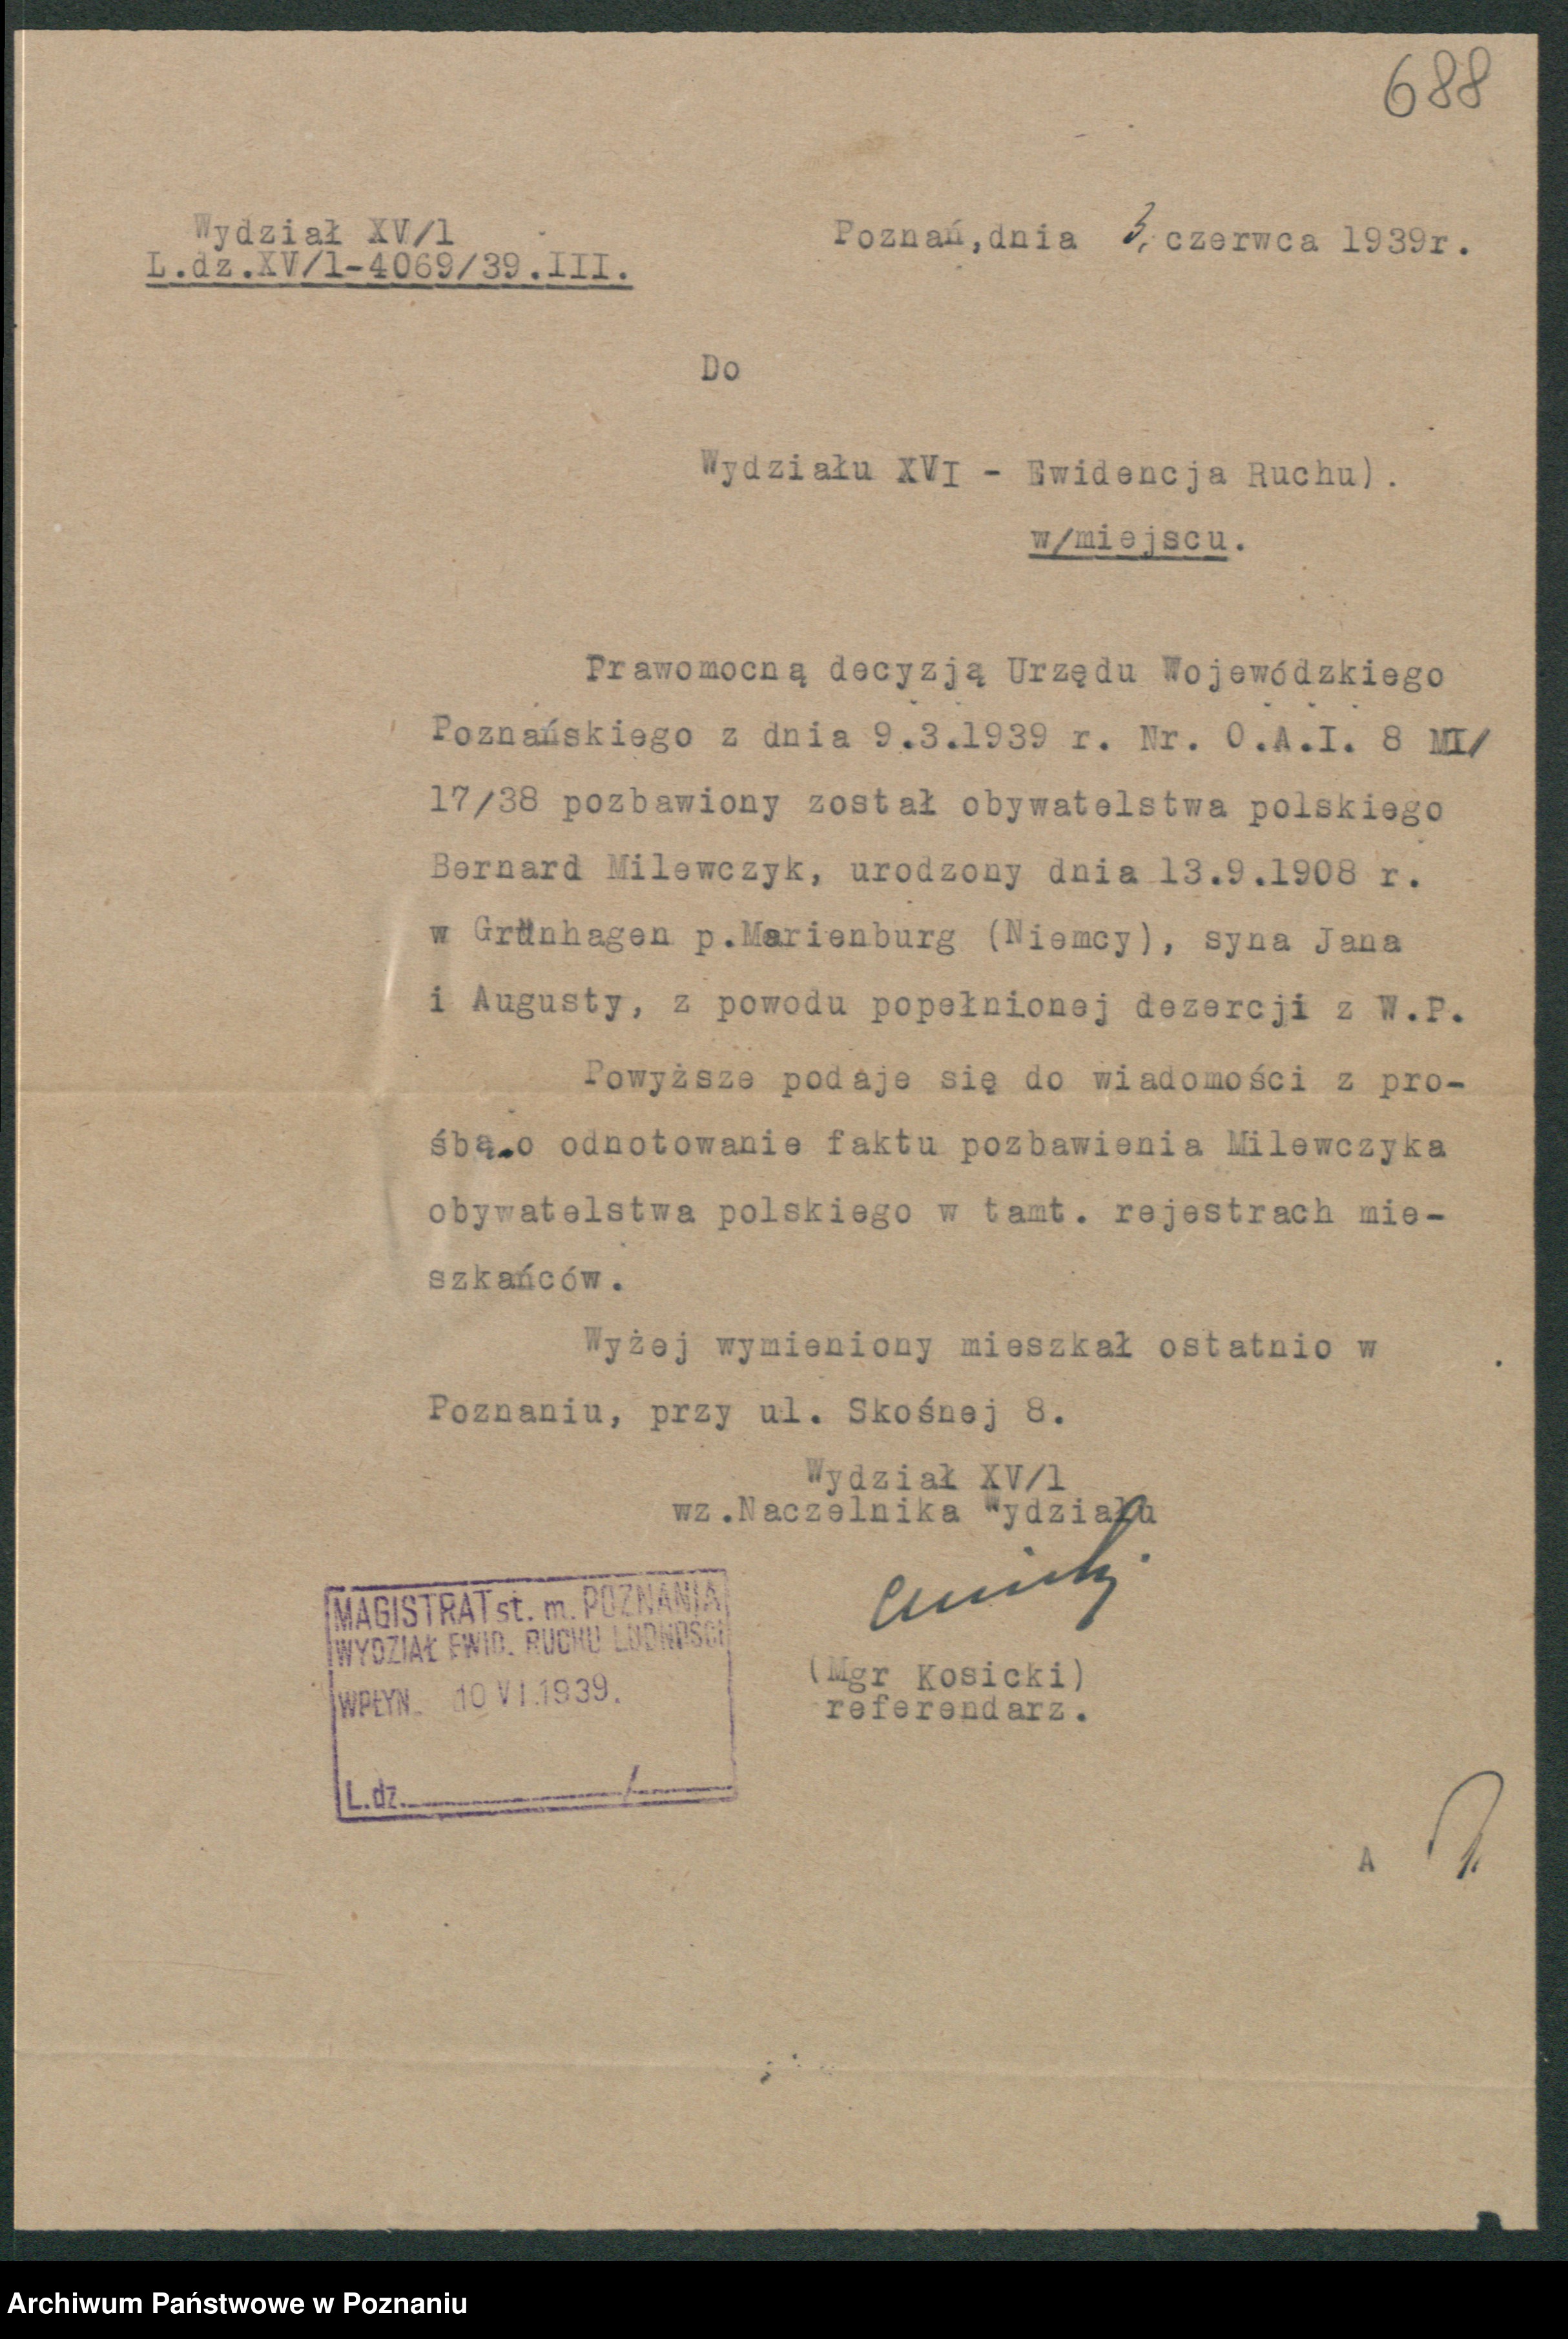 688
Wydział XV/1
L.dz.XV/1-4069/39.III.
Poznań,dnia 3. czerwca 1939r.
Do
Wydziału XVI - Ewidencja Ruchu).
w/miejscu.
Prawomocną decyzją Urzędu Wojewódzkiego
Poznańskiego z dnia 9.3.1939 r. Nr. O.A.I. 8 MI/
17/38 pozbawiony został obywatelstwa polskiego
Bernard Milewczyk, urodzony dnia 13.9.1908 r.
w Grünhagen p.Marienburg (Niemcy), syna Jana
i Augusty, z powodu popełnionej dezercji z W.P.
Powyższe podaje się do wiadomości z pro-
śbą o odnotowanie faktu pozbawienia Milewczyka
obywatelstwa polskiego w tamt. rejestrach mie-
szkańców.
Wyżej wymieniony mieszkał ostatnio w
Poznaniu, przy ul. Skośnej 8.
Wydział XV/1
wz.Naczelnika Wydziału
(Mgr Kosicki)
referendarz.
MAGISTRAT st. m. POZNANIA
WYDZIAŁ EWID. RUCHU LUDNOŚCI
WPŁYN. 10 VI.1939.
L.dz. /
A
Archiwum Państwowe w Poznaniu